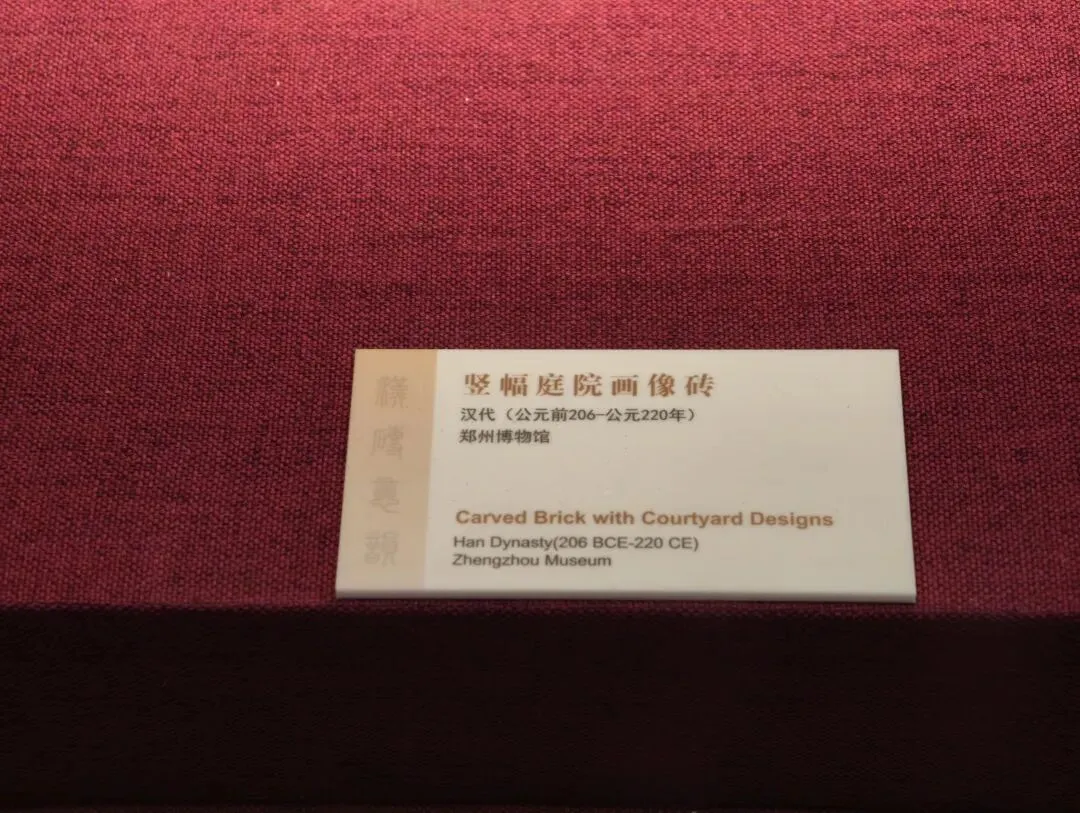 竖幅庭院画像砖
汉代（公元前206-公元220年）
郑州博物馆
Carved Brick with Courtyard Designs
Han Dynasty(206 BCE-220 CE)
Zhengzhou Museum